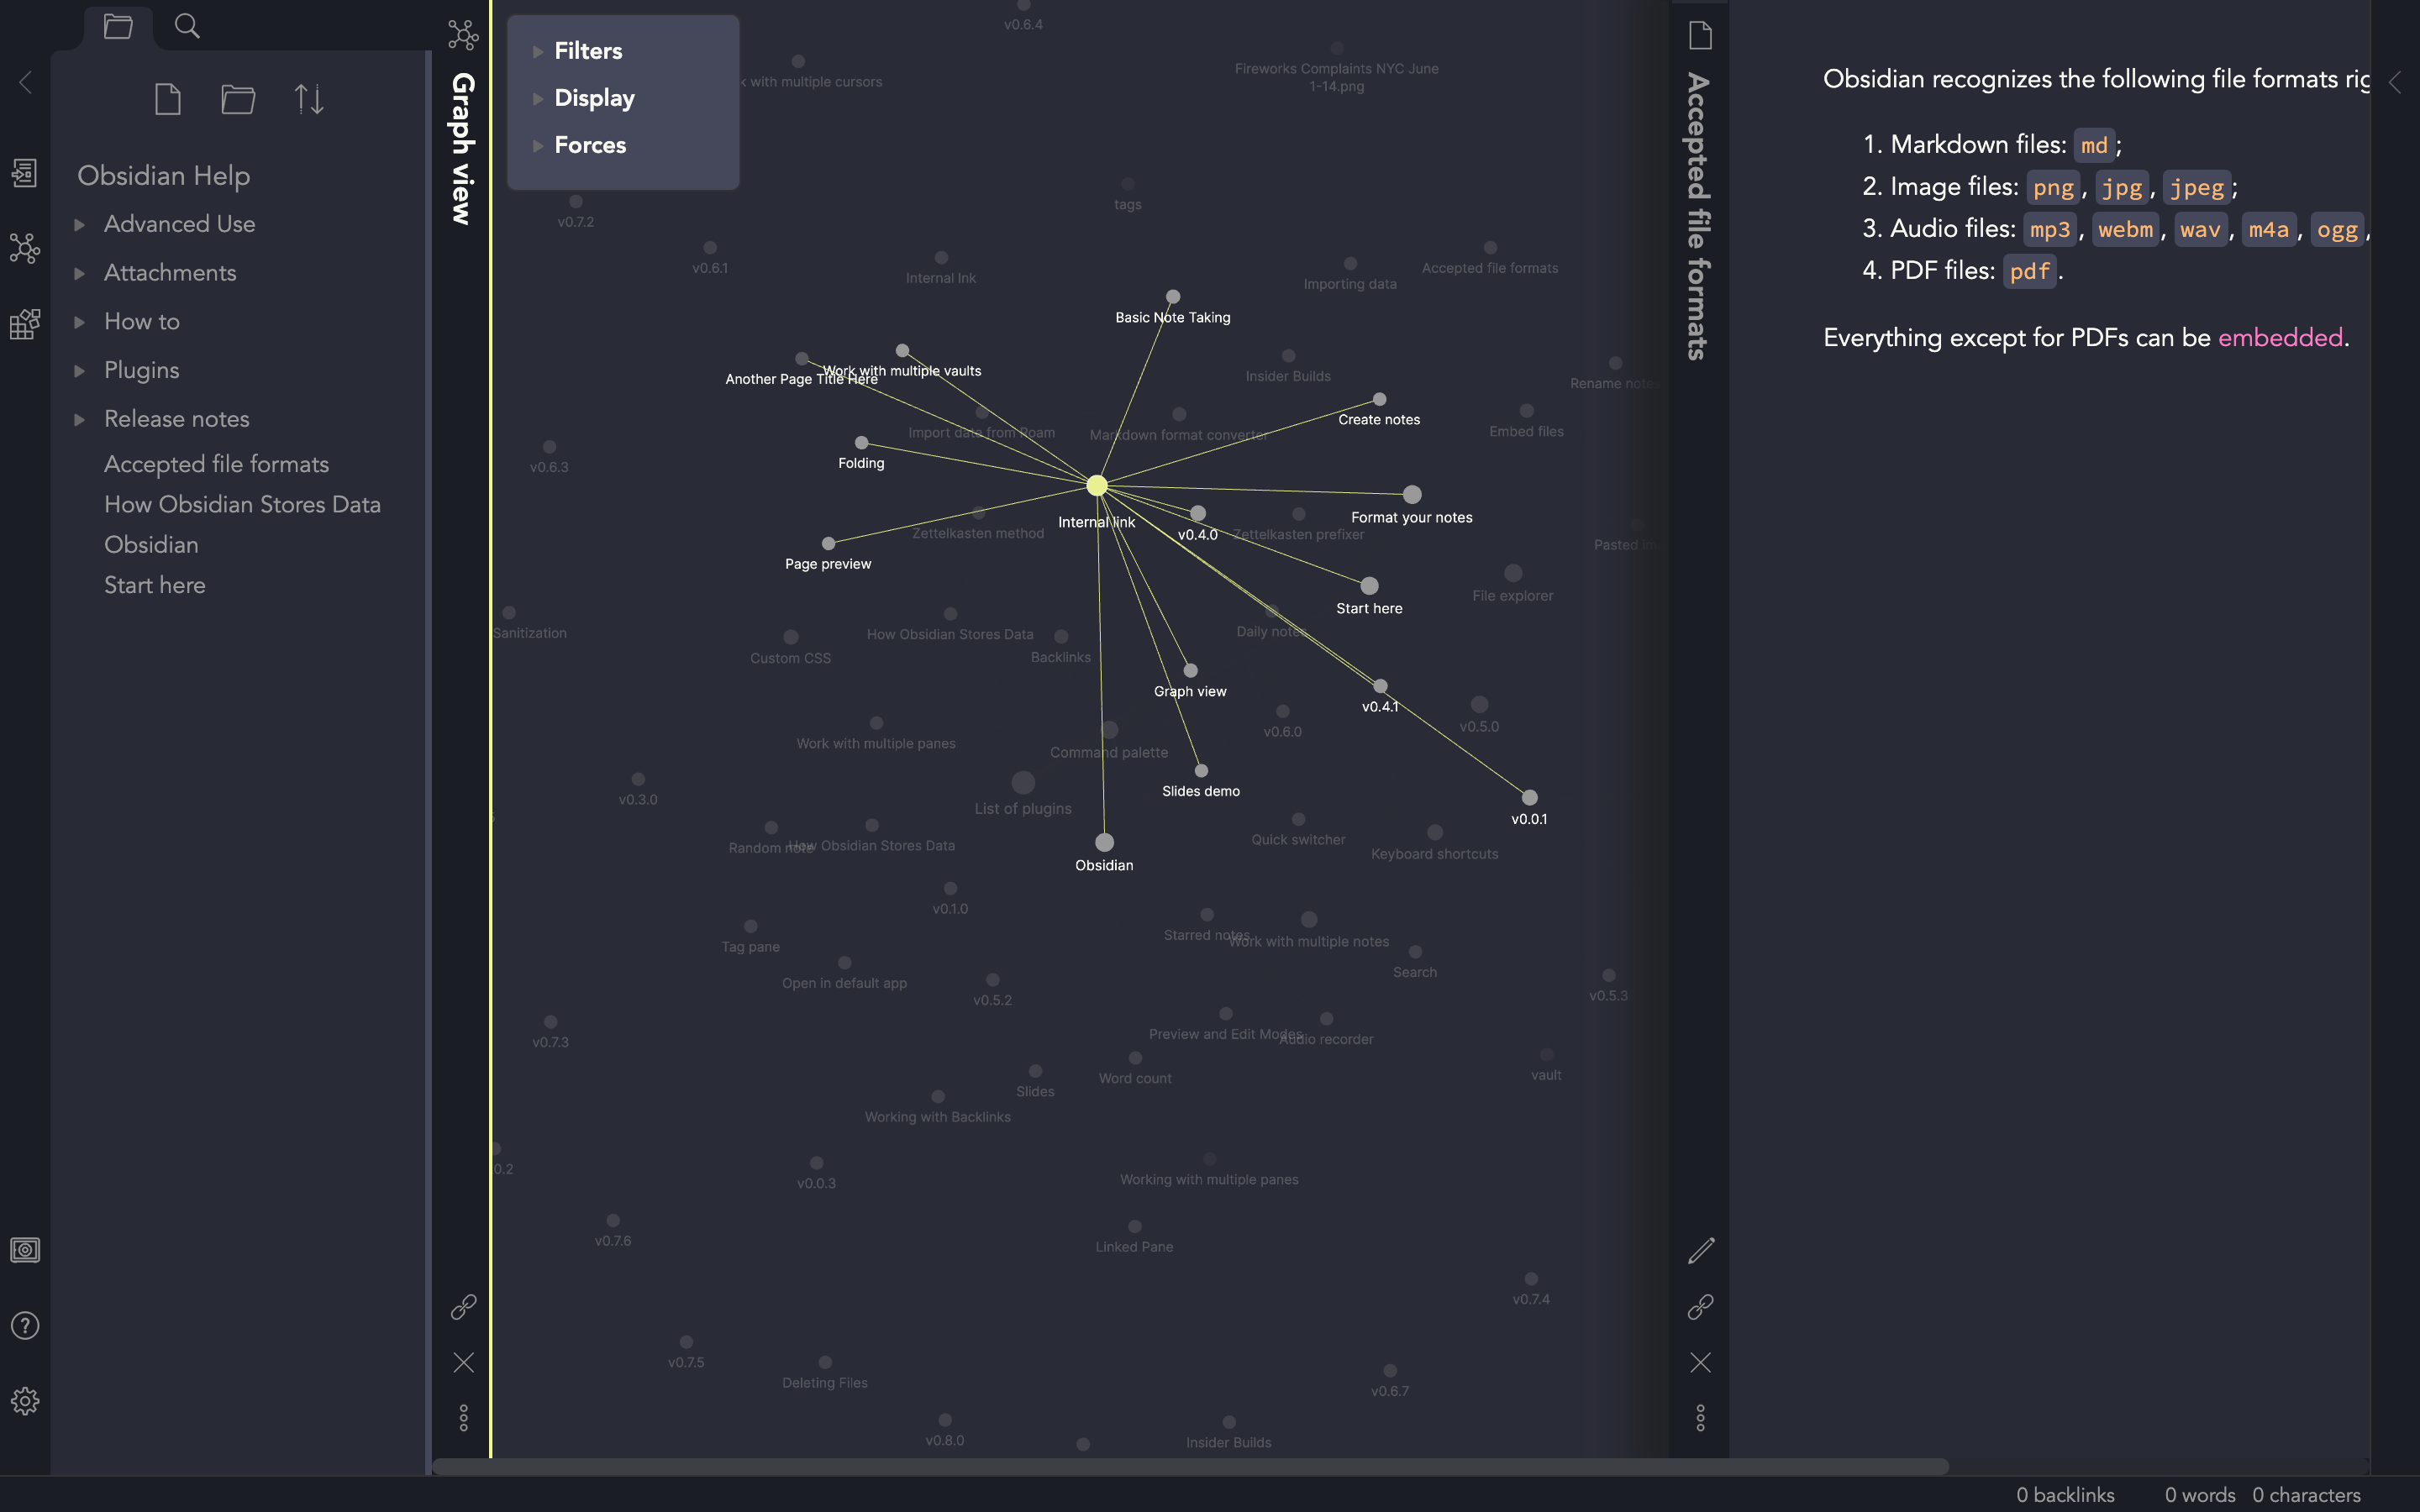 Obsidian Help
Advanced Use
Attachments
How to
Plugins
Release notes
Accepted file formats
How Obsidian Stores Data
Obsidian
Start here
Graph view
Filters
Display
Forces
v0.6.4
k with multiple cursors
Fireworks Complaints NYC June
1-14.png
tags
v0.7.2
v0.6.1
Internal Ink
Importing data
Accepted file formats
Basic Note Taking
Another Page Title Here
Work with multiple vaults
Insider Builds
Rename notes
Create notes
Import data from Roam
Markdown format converter
Embed files
Folding
v0.6.3
Internal link
Format your notes
Zettelkasten method
v0.4.0
Zettelkasten prefixer
Pasted im
Page preview
File explorer
Start here
Sanitization
How Obsidian Stores Data
Daily notes
Custom CSS
Backlinks
Graph view
v0.4.1
v0.5.0
v0.6.0
Work with multiple panes
Command palette
v0.3.0
Slides demo
List of plugins
v0.0.1
Random note
How Obsidian Stores Data
Quick switcher
Keyboard shortcuts
Obsidian
v0.1.0
Tag pane
Starred notes
Work with multiple notes
Search
Open in default app
v0.5.2
v0.5.3
v0.7.3
Preview and Edit Modes
Audio recorder
vault
Word count
Slides
Working with Backlinks
0.2
v0.0.3
Working with multiple panes
v0.7.6
Linked Pane
v0.7.4
v0.7.5
Deleting Files
v0.6.7
v0.8.0
Insider Builds
Accepted file formats
Obsidian recognizes the following file formats rig
1. Markdown files: md;
2. Image files: png, jpg, jpeg;
3. Audio files: mp3, webm, wav, m4a, ogg,
4. PDF files: pdf.
Everything except for PDFs can be embedded.
0 backlinks 0 words 0 characters